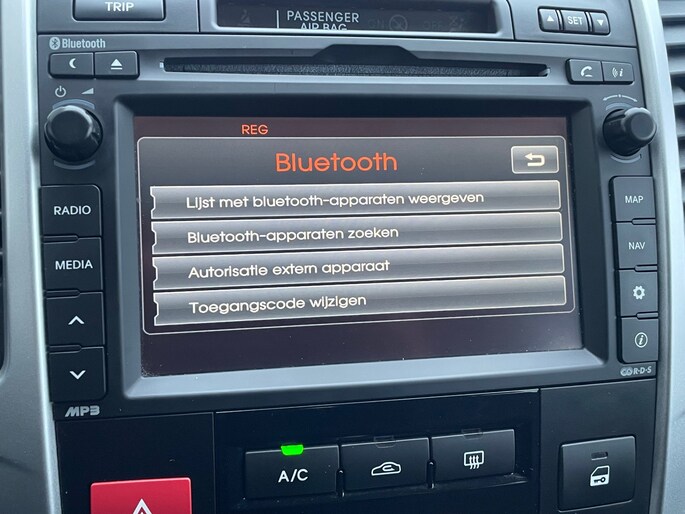 TRIP
PASSENGER
AIR BAG
SET
Bluetooth
REG
Bluetooth
Lijst met bluetooth-apparaten weergeven
Bluetooth-apparaten zoeken
Autorisatie extern apparaat
Toegangscode wijzigen
RADIO
MEDIA
MP3
MAP
NAV
R·D·S
A/C